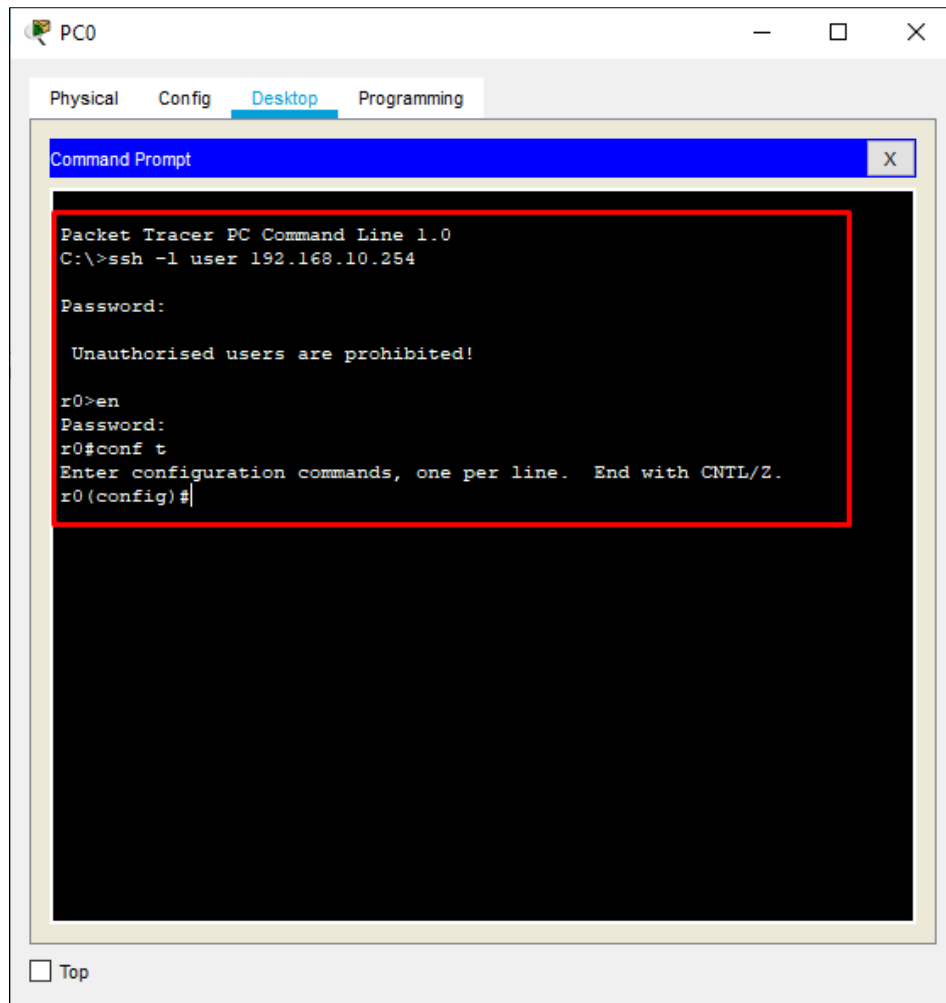 PC0
Physical Config Desktop Programming
Command Prompt X
Packet Tracer PC Command Line 1.0
C:\>ssh -l user 192.168.10.254
Password:
Unauthorised users are prohibited!
r0>en
Password:
r0#conf t
Enter configuration commands, one per line.  End with CNTL/Z.
r0(config)#
Top